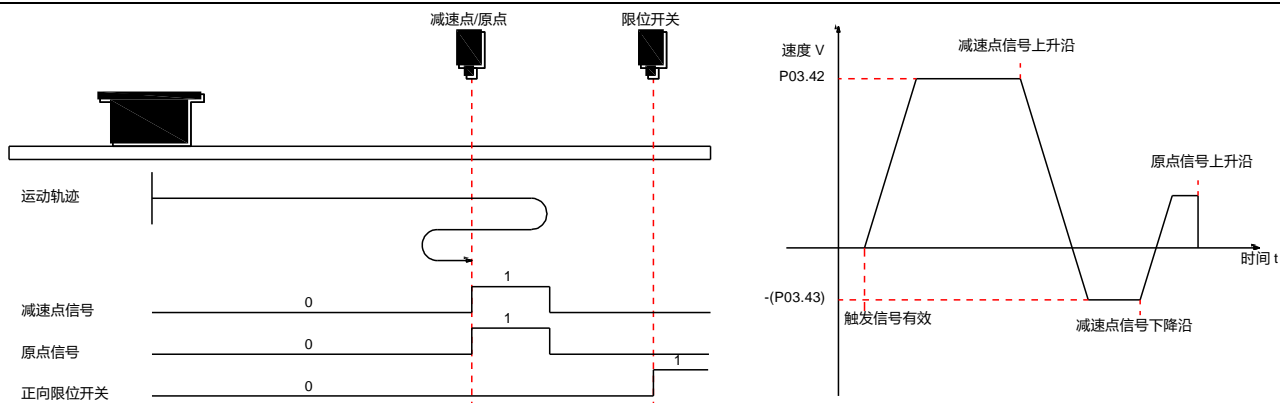 减速点/原点
限位开关
运动轨迹
减速点信号
0
1
原点信号
0
1
正向限位开关
0
1
速度 V
减速点信号上升沿
P03.42
原点信号上升沿
时间 t
-(P03.43)
触发信号有效
减速点信号下降沿